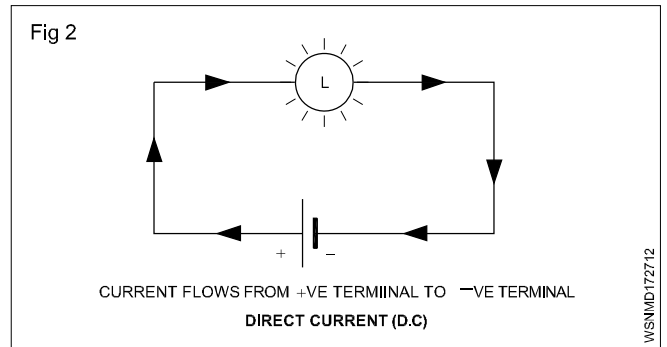 Fig 2
L
+ −
CURRENT FLOWS FROM +VE TERMIINAL TO −VE TERMINAL
DIRECT CURRENT (D.C)
WSNMD172712